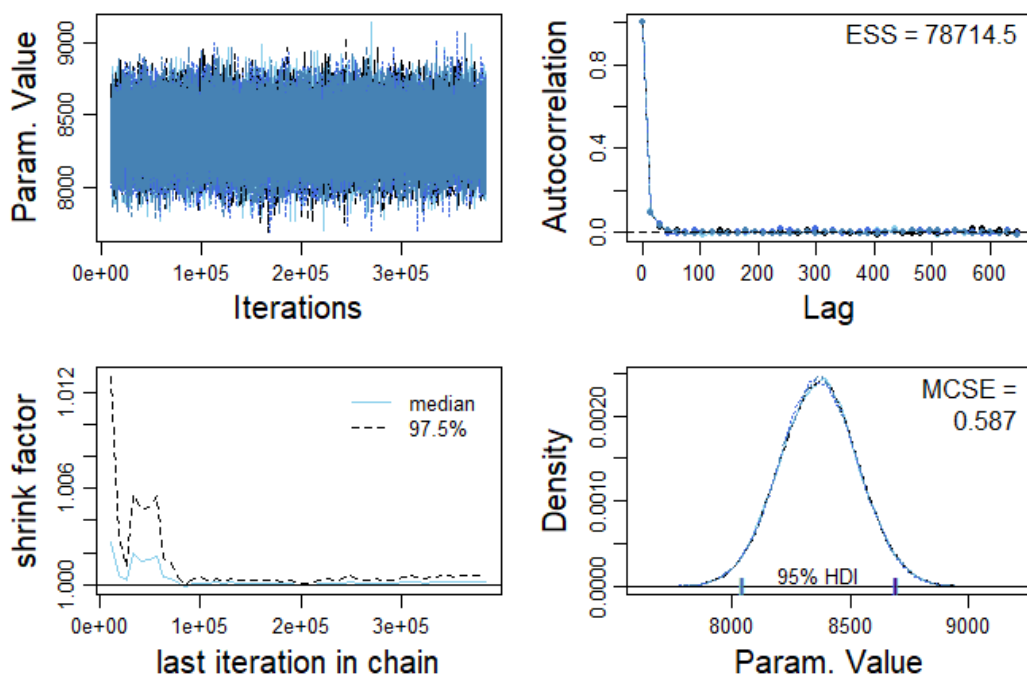 Param. Value
8000 8500 9000
0e+00 1e+05 2e+05 3e+05
Iterations
Autocorrelation
0.0 0.4 0.8
ESS = 78714.5
0 100 200 300 400 500 600
Lag
shrink factor
1.000 1.006 1.012
median
97.5%
0e+00 1e+05 2e+05 3e+05
last iteration in chain
Density
0.0000 0.0010 0.0020
MCSE =
0.587
95% HDI
8000 8500 9000
Param. Value